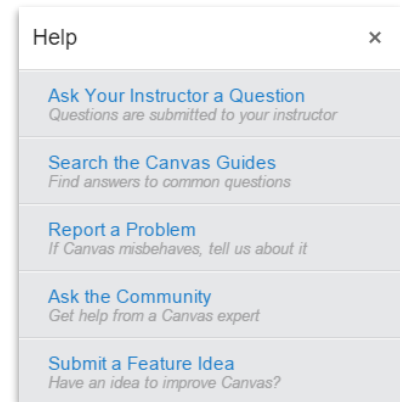 Help ×
Ask Your Instructor a Question
Questions are submitted to your instructor
Search the Canvas Guides
Find answers to common questions
Report a Problem
If Canvas misbehaves, tell us about it
Ask the Community
Get help from a Canvas expert
Submit a Feature Idea
Have an idea to improve Canvas?